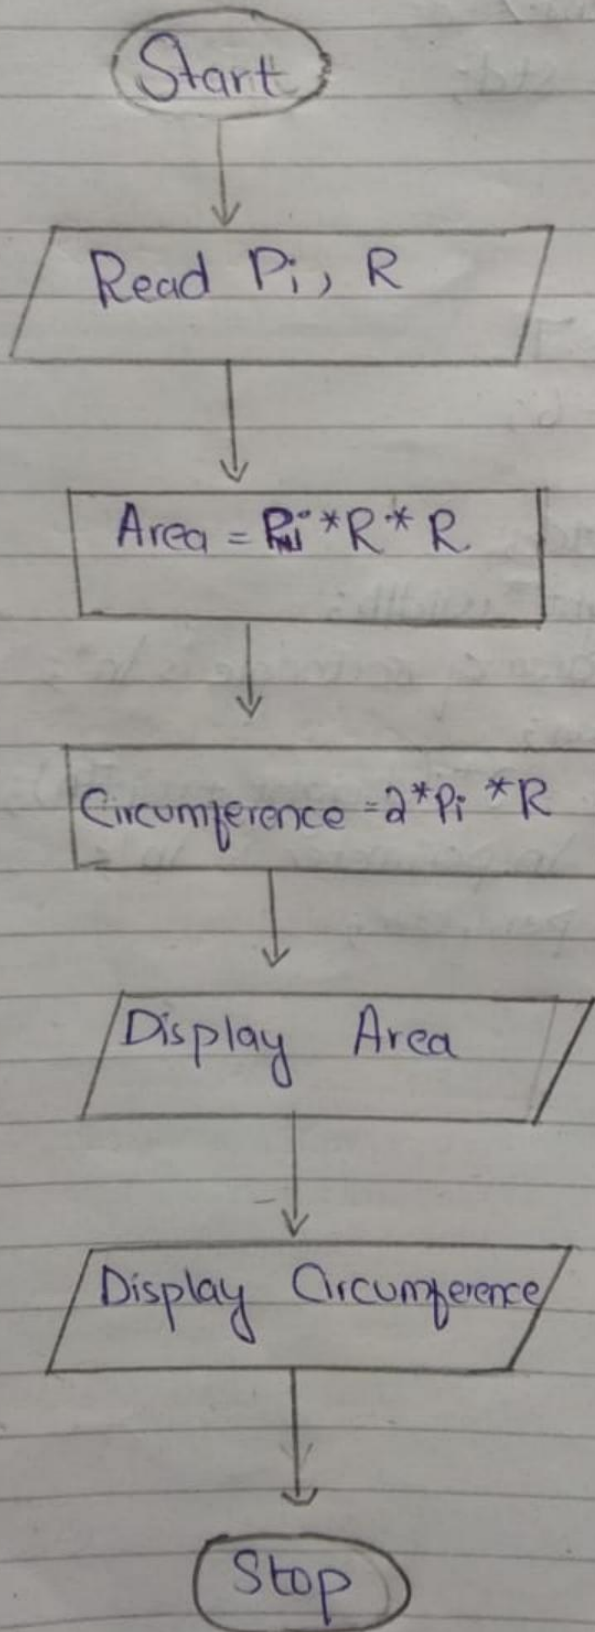 Start
Read Pi, R
Area = Pi * R * R
Circumference = 2 * Pi * R
Display Area
Display Circumference
Stop